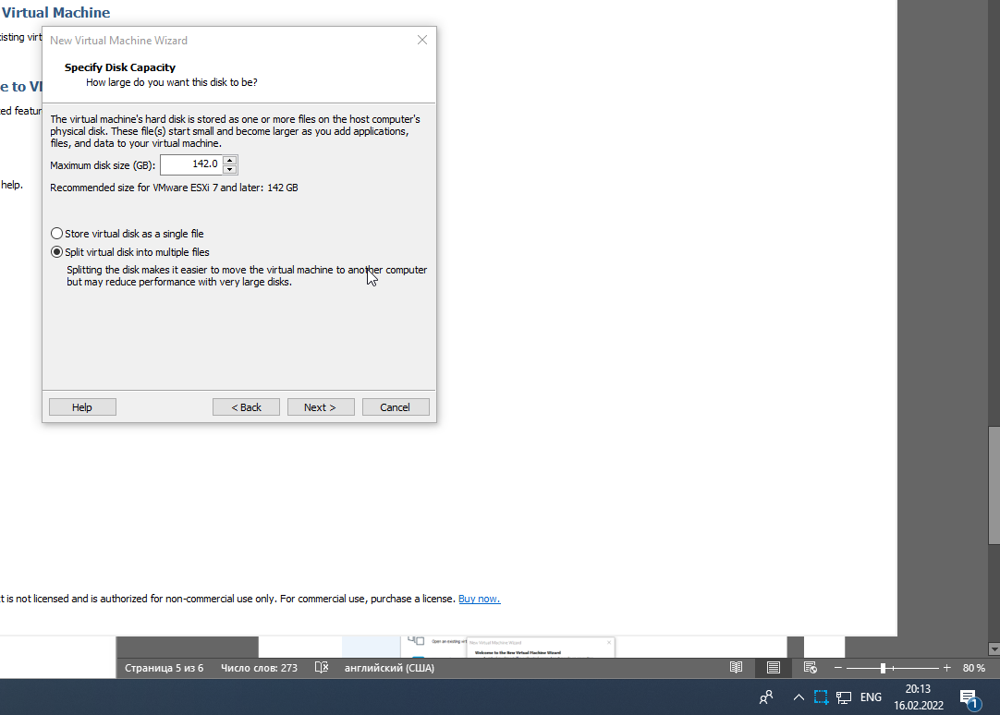 Virtual Machine
New Virtual Machine Wizard
Specify Disk Capacity
How large do you want this disk to be?
e to
help.
The virtual machine's hard disk is stored as one or more files on the host computer's
physical disk. These file(s) start small and become larger as you add applications,
files, and data to your virtual machine.
Maximum disk size (GB): 142.0
Recommended size for VMware ESXi 7 and later: 142 GB
Store virtual disk as a single file
Split virtual disk into multiple files
Splitting the disk makes it easier to move the virtual machine to another computer
but may reduce performance with very large disks.
Help
< Back
Next >
Cancel
t is not licensed and is authorized for non-commercial use only. For commercial use, purchase a license. Buy now.
Open an existing virt
New Virtual Machine Wizard
Welcome to the New Virtual Machine Wizard
Страница 5 из 6 Число слов: 273 английский (США) 80 %
ENG 20:13
16.02.2022
1